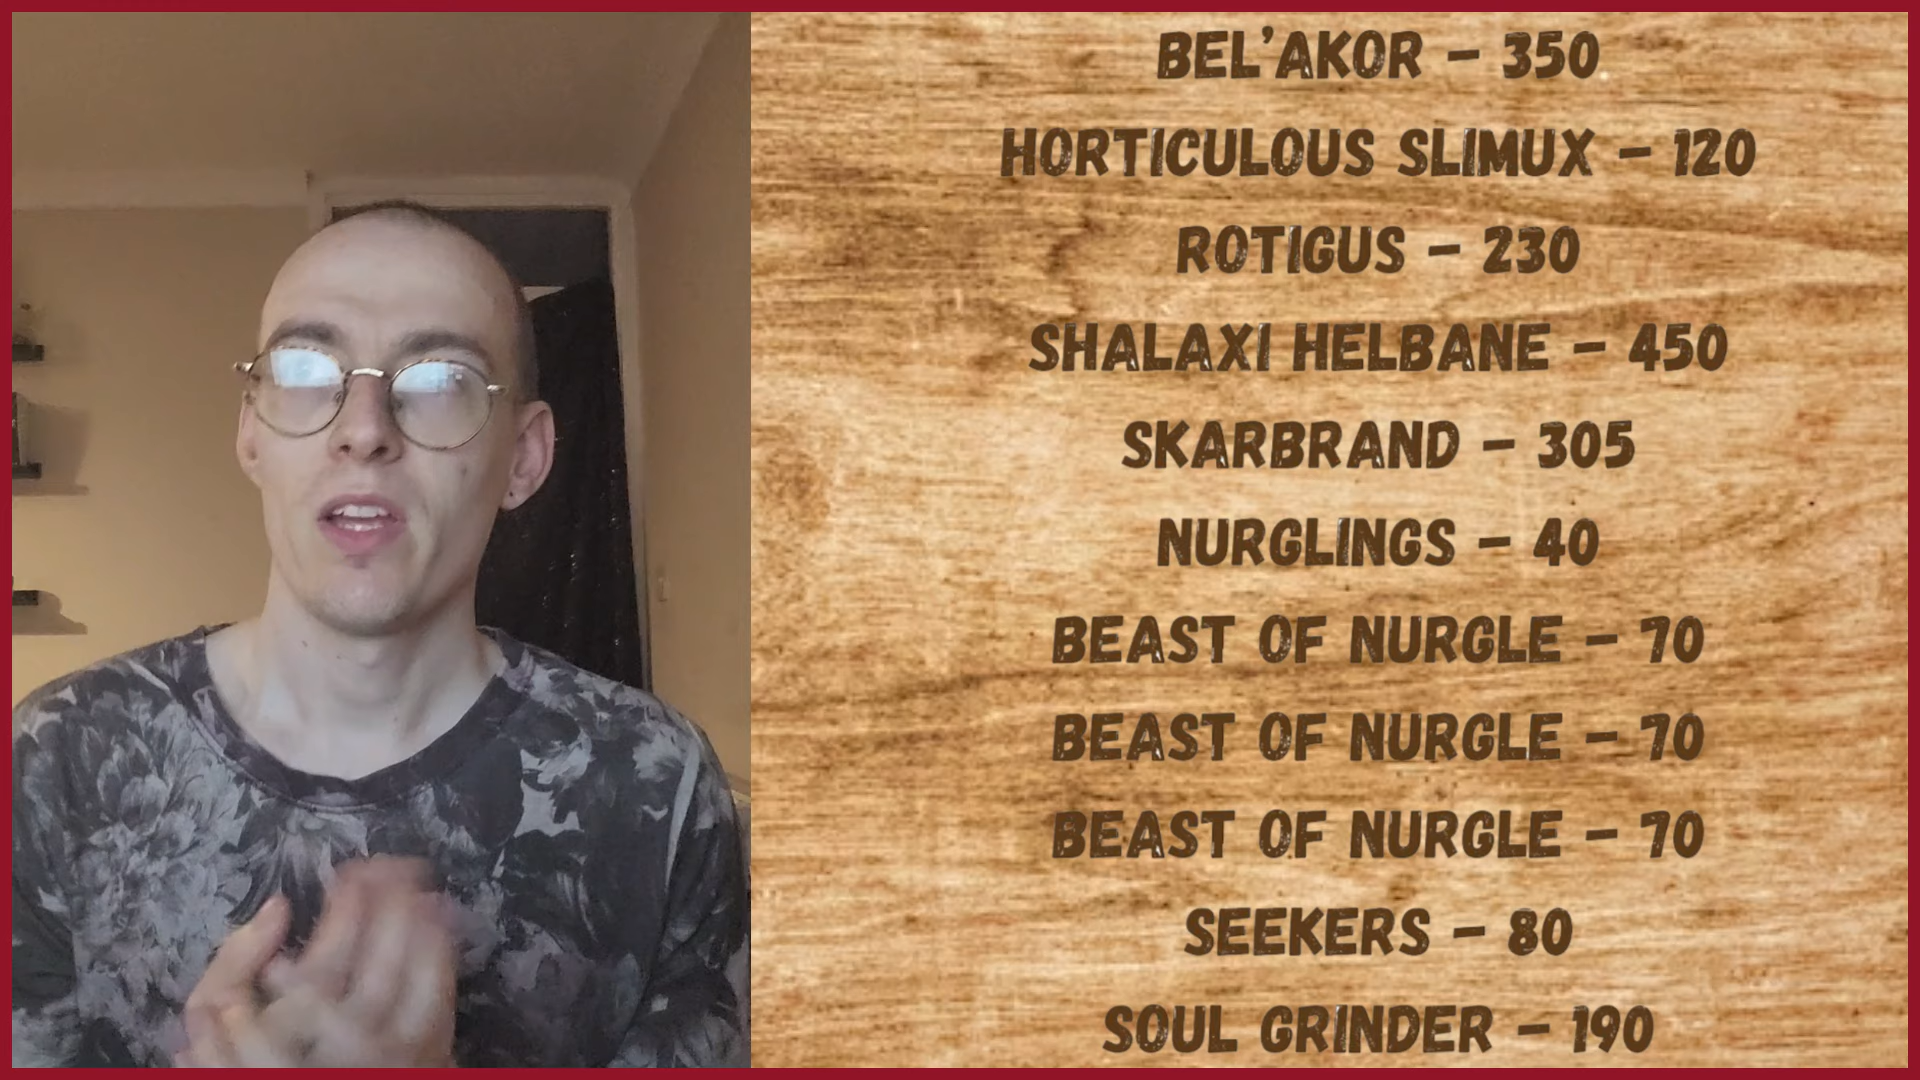 BEL'AKOR – 350
HORTICULOUS SLIMUX – 120
ROTIGUS – 230
SHALAXI HELBANE – 450
SKARBRAND – 305
NURGLINGS – 40
BEAST OF NURGLE – 70
BEAST OF NURGLE – 70
BEAST OF NURGLE – 70
SEEKERS – 80
SOUL GRINDER – 190